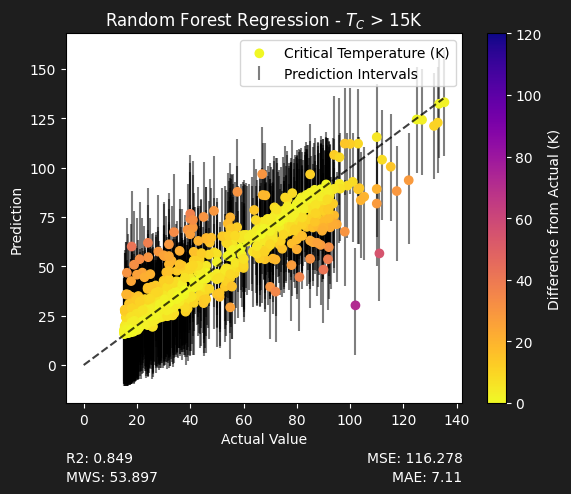 Random Forest Regression - T_C > 15K
Critical Temperature (K)
Prediction Intervals
150
125
100
75
50
25
0
Prediction
0
20
40
60
80
100
120
140
Actual Value
120
100
80
60
40
20
0
Difference from Actual (K)
R2: 0.849
MSE: 116.278
MWS: 53.897
MAE: 7.11